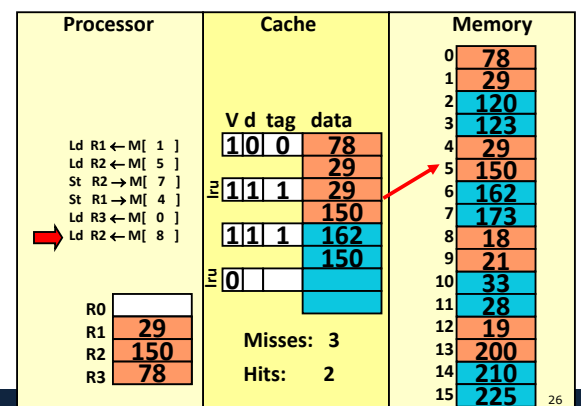 Processor
Ld R1 ← M[ 1 ]
Ld R2 ← M[ 5 ]
St R2 → M[ 7 ]
St R1 → M[ 4 ]
Ld R3 ← M[ 0 ]
Ld R2 ← M[ 8 ]
R0
R1 29
R2 150
R3 78
Cache
V d tag data
1 0 0 78
29
lru 1 1 1 29
150
1 1 1 162
150
lru 0
Misses: 3
Hits: 2
Memory
0 78
1 29
2 120
3 123
4 29
5 150
6 162
7 173
8 18
9 21
10 33
11 28
12 19
13 200
14 210
15 225
26